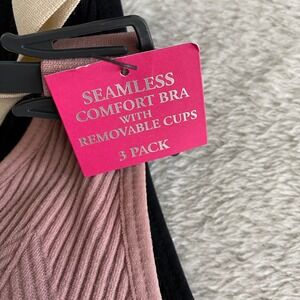 SEAMLESS
COMFORT BRA
WITH
REMOVABLE CUPS
3 PACK